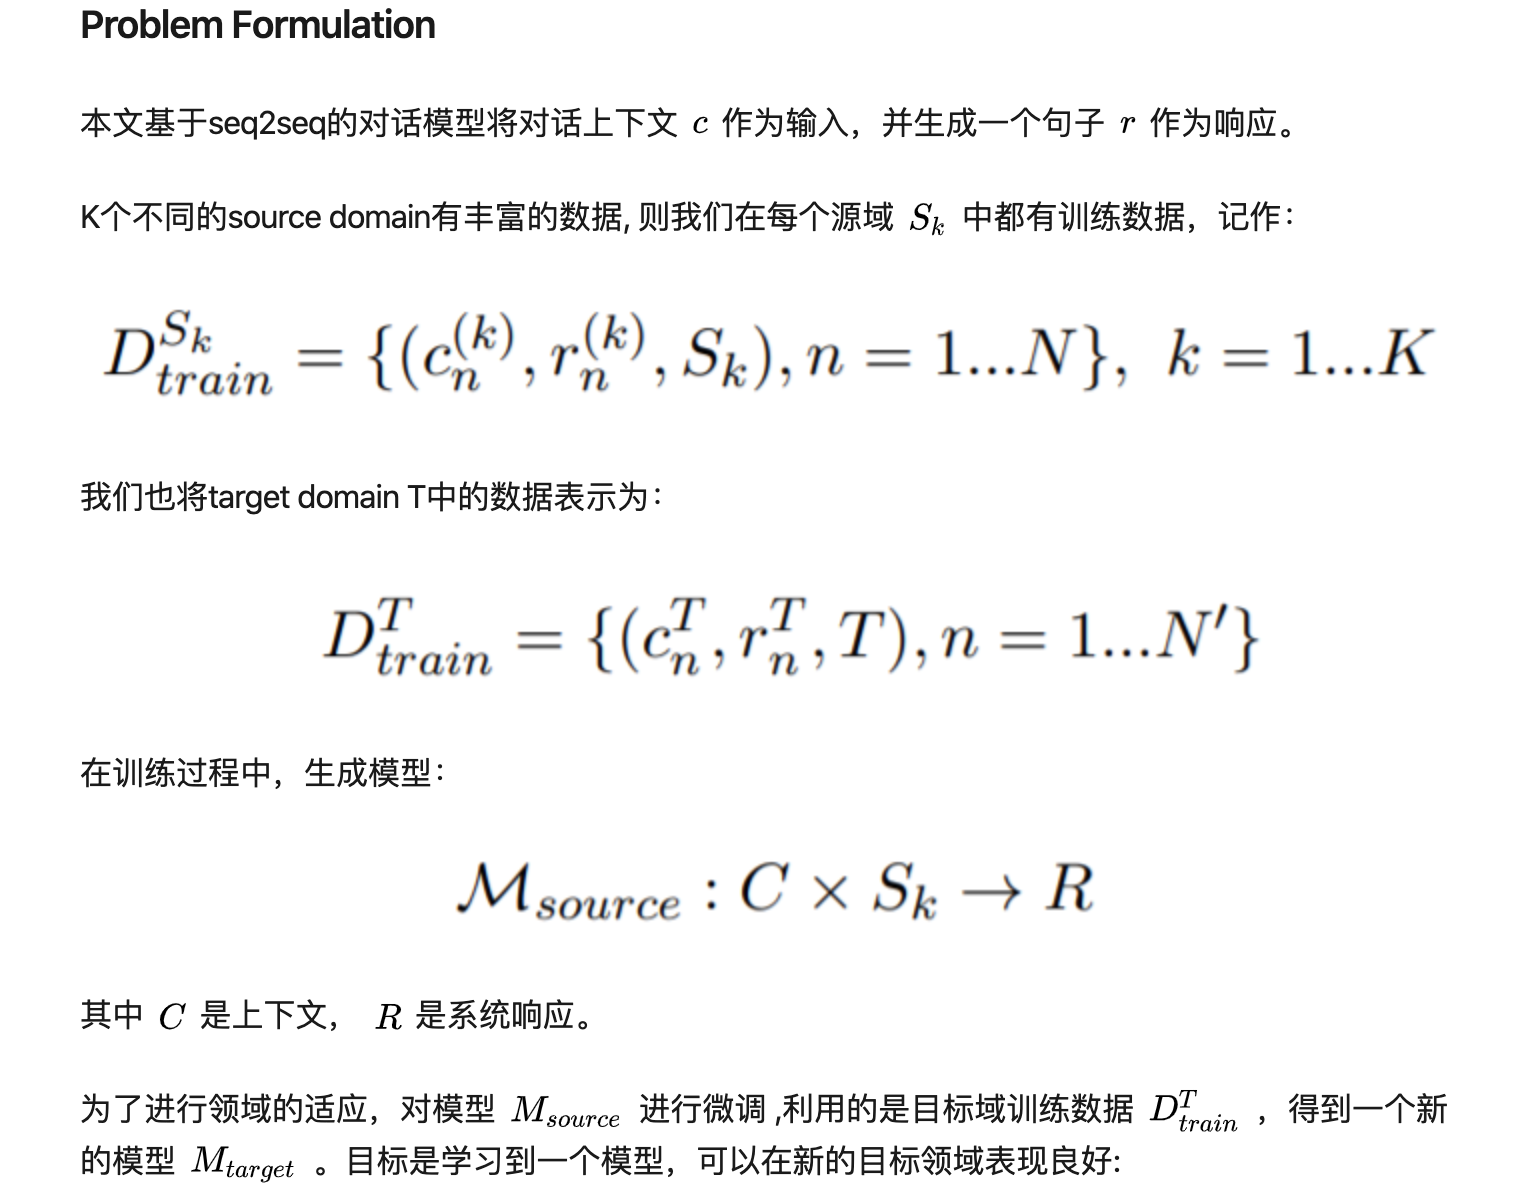 Problem Formulation
本文基于seq2seq的对话模型将对话上下文 c 作为输入，并生成一个句子 r 作为响应。
K个不同的source domain有丰富的数据, 则我们在每个源域 S_k 中都有训练数据，记作：
D_{train}^{S_k} = {(c_n^{(k)}, r_n^{(k)}, S_k), n = 1...N}, k = 1...K
我们也将target domain T中的数据表示为：
D_{train}^T = {(c_n^T, r_n^T, T), n = 1...N′}
在训练过程中，生成模型：
ℳ_{source} : C × S_k → R
其中 C 是上下文， R 是系统响应。
为了进行领域的适应，对模型 M_{source} 进行微调 ,利用的是目标域训练数据 D_{train}^T ，得到一个新
的模型 M_{target} 。目标是学习到一个模型，可以在新的目标领域表现良好: